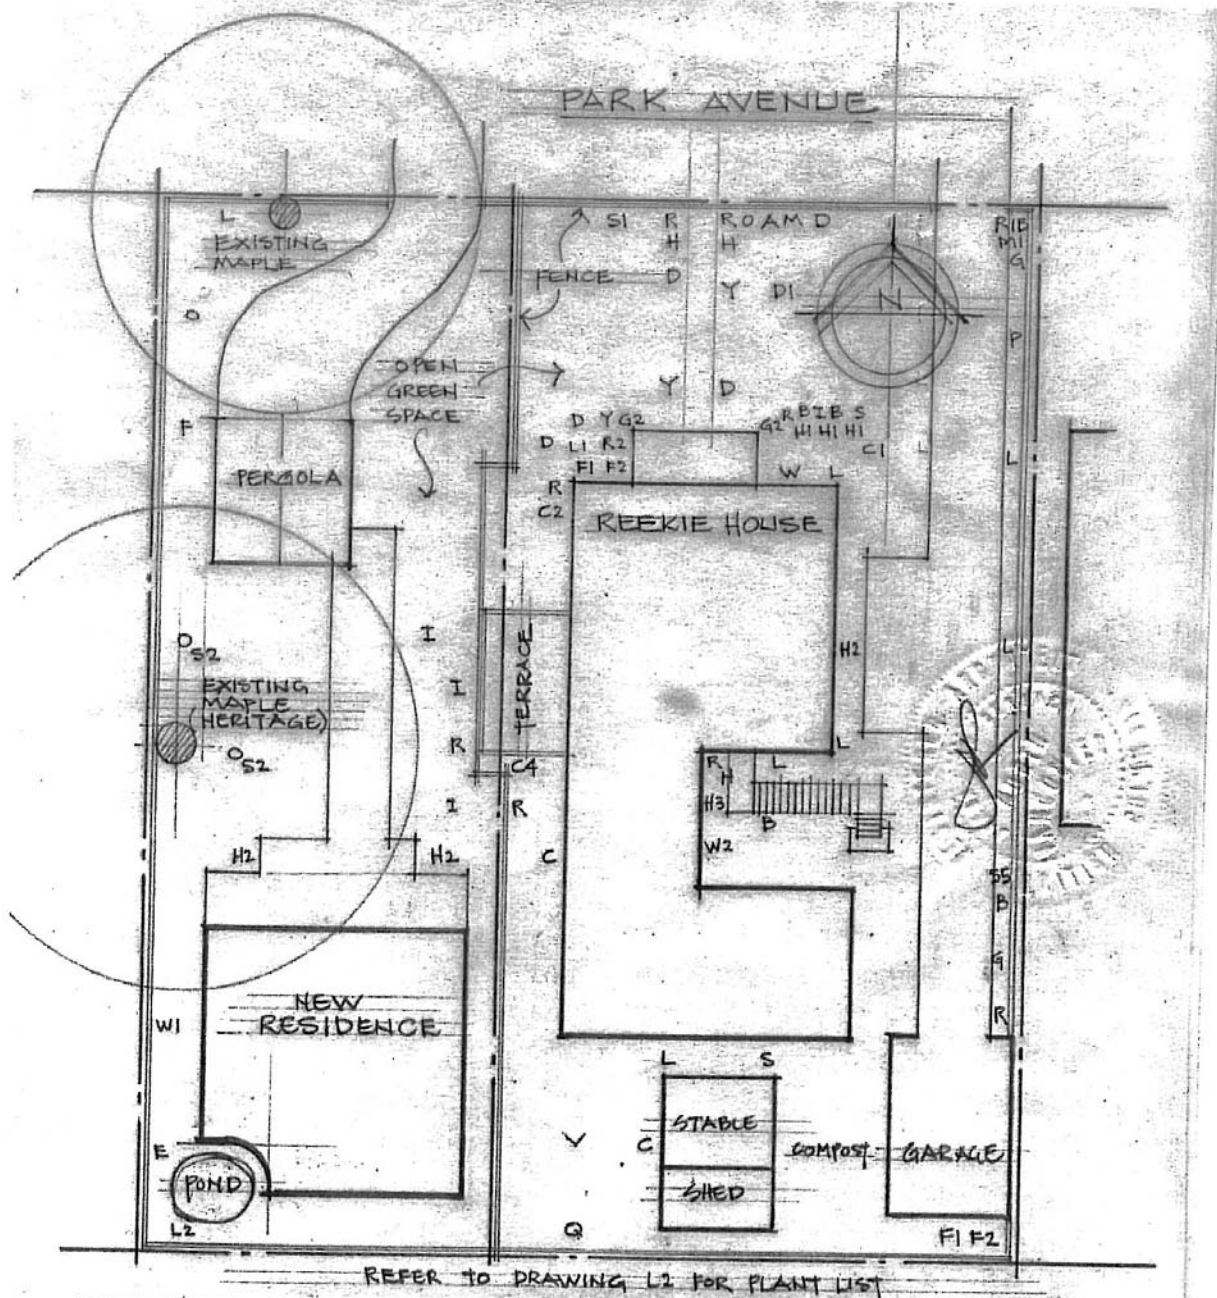 PARK AVENUE
L
EXISTING
MAPLE
S1 R R O A M D
H H
FENCE D Y D1 N
R I B
M I
G
P
O
OPEN
GREEN
SPACE
Y D
D Y G2
D L1 R2
F1 F2
G2 R B I B S
H1 H1 H1
C1 L
L
F
PERGOLA
W L
R
C2
REEKIE HOUSE
I
I
R
I
TERRACE
C4
R
H2
L
O S2
EXISTING
MAPLE
(HERITAGE)
O S2
L
R L
H
H3
B
W2
C
H2 H2
S5
B
G
R
NEW
RESIDENCE
W1
L S
STABLE
C
SHED
COMPOST
GARAGE
V
Q
E
POND
L2
F1 F2
REFER TO DRAWING L2 FOR PLANT LIST